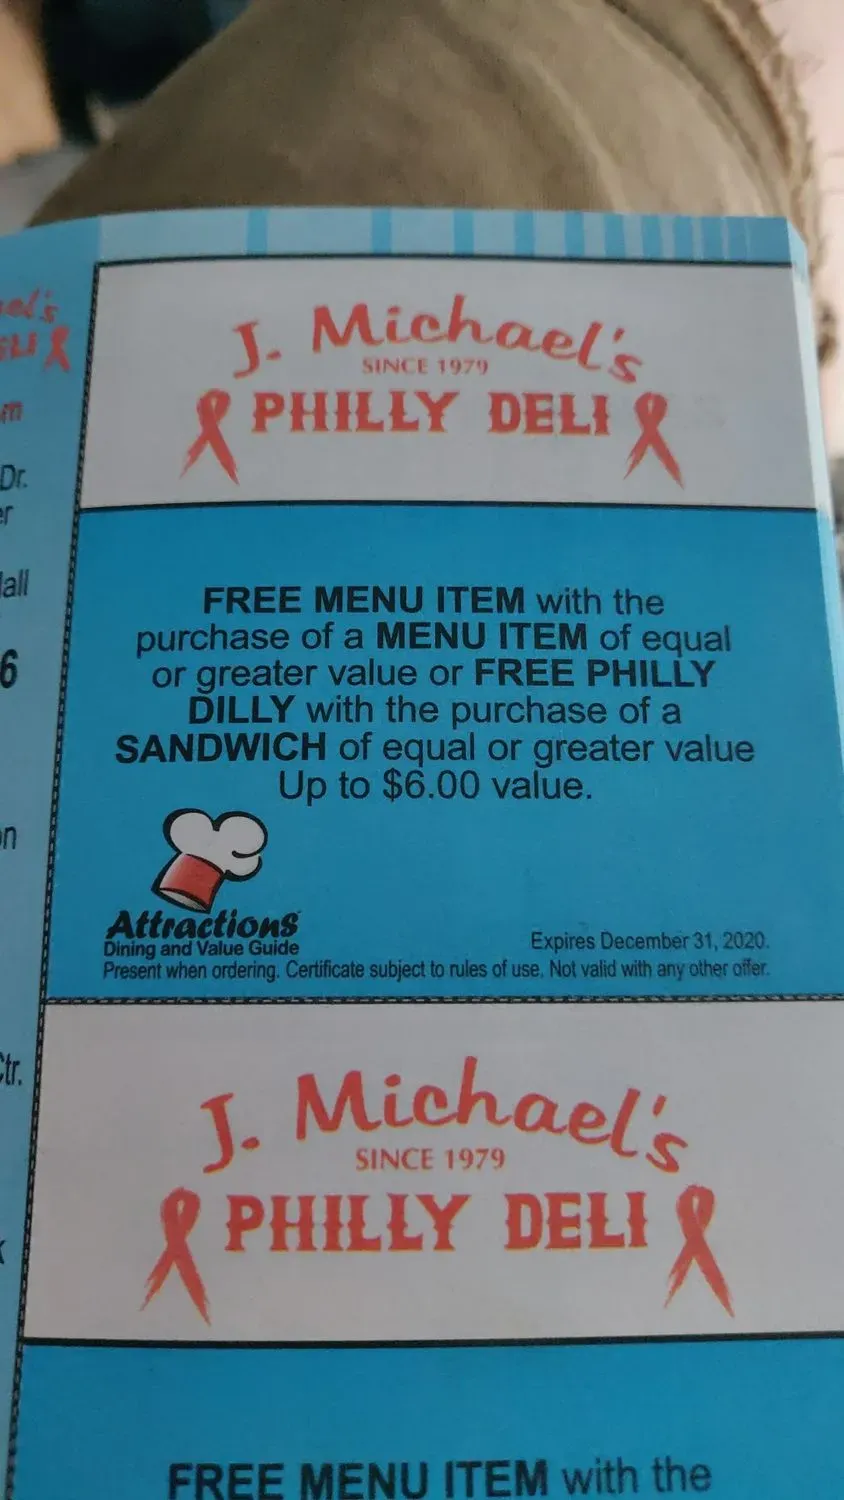 J. Michael's
SINCE 1979
PHILLY DELI
FREE MENU ITEM with the
purchase of a MENU ITEM of equal
or greater value or FREE PHILLY
DILLY with the purchase of a
SANDWICH of equal or greater value
Up to $6.00 value.
Attractions
Dining and Value Guide
Expires December 31, 2020.
Present when ordering. Certificate subject to rules of use. Not valid with any other offer.
J. Michael's
SINCE 1979
PHILLY DELI
FREE MENU ITEM with the
Dr.
6
Ctr.